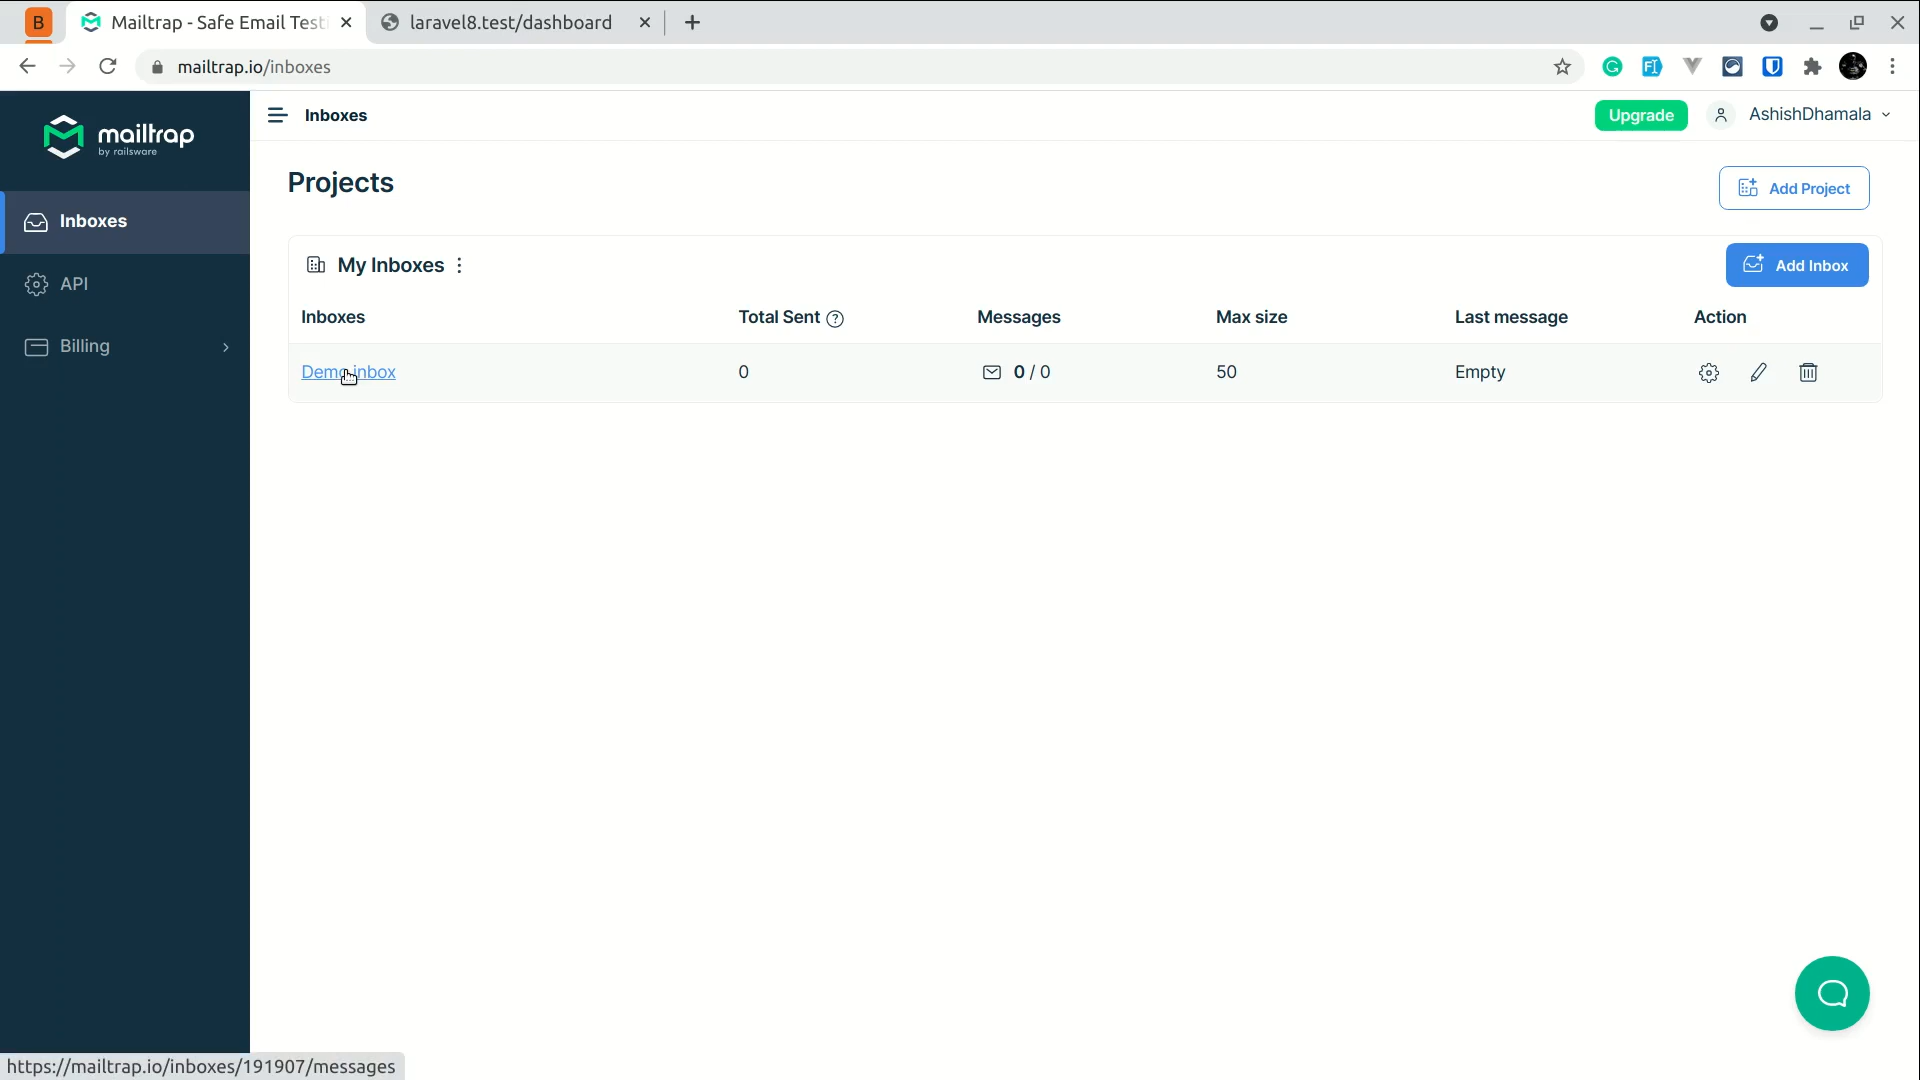 B
Mailtrap - Safe Email Testi
laravel8.test/dashboard
mailtrap.io/inboxes
mailtrap
by railsware
Inboxes
Upgrade
AshishDhamala
Projects
Add Project
Inboxes
API
Billing
My Inboxes
Add Inbox
Inboxes
Total Sent ?
Messages
Max size
Last message
Action
Demo inbox
0
0 / 0
50
Empty
https://mailtrap.io/inboxes/191907/messages